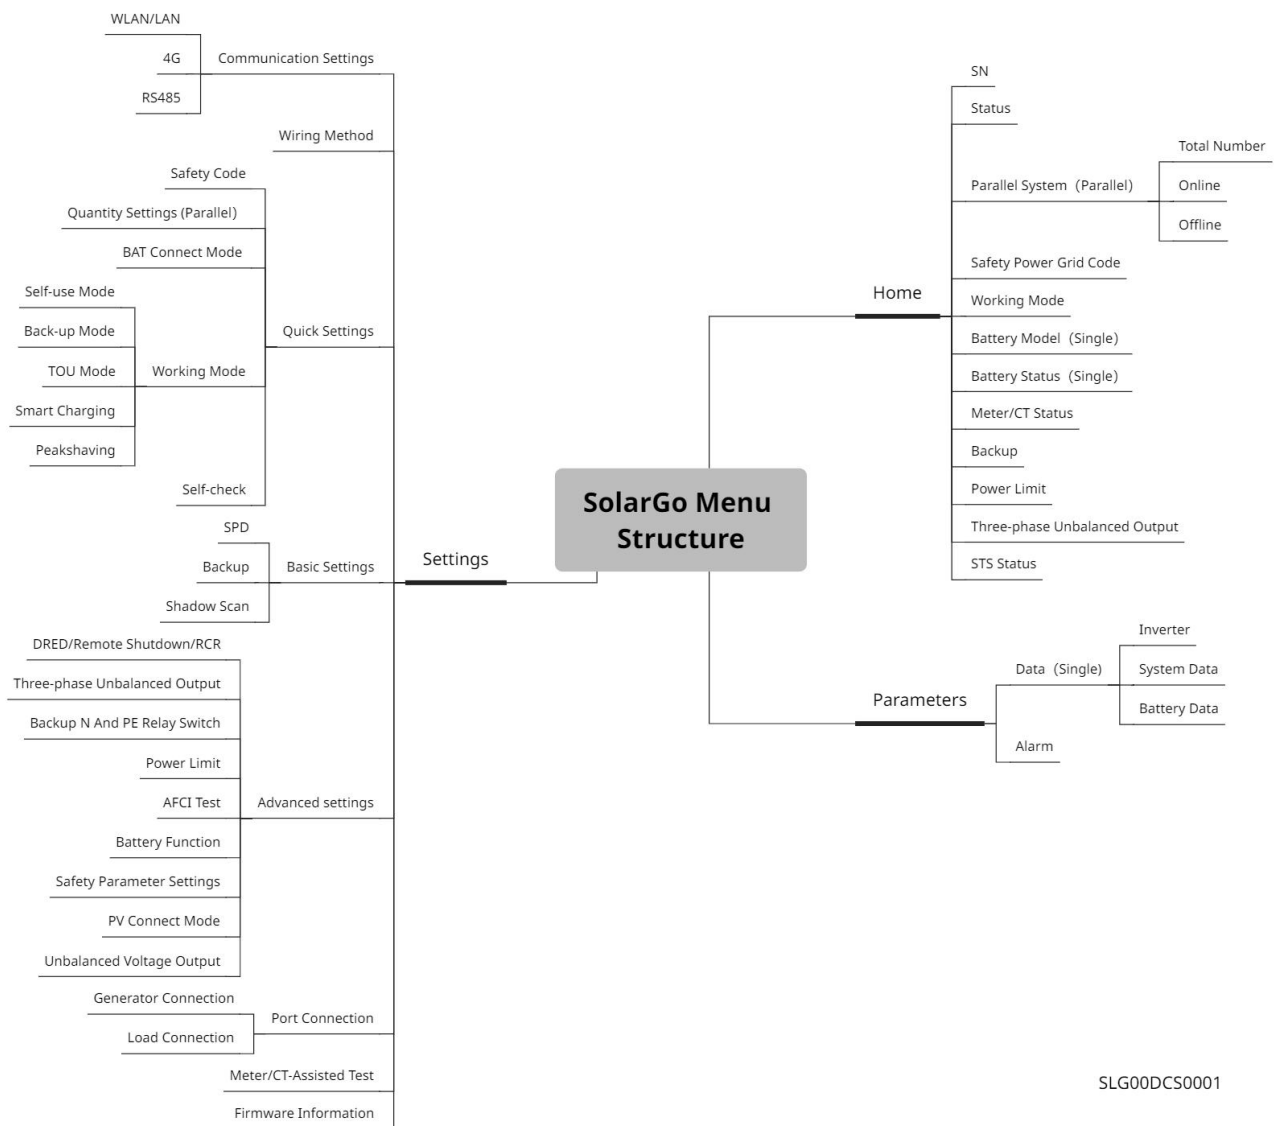 SolarGo Menu
Structure
Home
SN
Status
Parallel System（Parallel）
Total Number
Online
Offline
Safety Power Grid Code
Working Mode
Battery Model（Single）
Battery Status（Single）
Meter/CT Status
Backup
Power Limit
Three-phase Unbalanced Output
STS Status
Parameters
Data（Single）
Inverter
System Data
Battery Data
Alarm
Settings
Communication Settings
WLAN/LAN
4G
RS485
Wiring Method
Quick Settings
Safety Code
Quantity Settings (Parallel）
BAT Connect Mode
Working Mode
Self-use Mode
Back-up Mode
TOU Mode
Smart Charging
Peakshaving
Self-check
Basic Settings
SPD
Backup
Shadow Scan
Advanced settings
DRED/Remote Shutdown/RCR
Three-phase Unbalanced Output
Backup N And PE Relay Switch
Power Limit
AFCI Test
Battery Function
Safety Parameter Settings
PV Connect Mode
Unbalanced Voltage Output
Port Connection
Generator Connection
Load Connection
Meter/CT-Assisted Test
Firmware Information
SLG00DCS0001